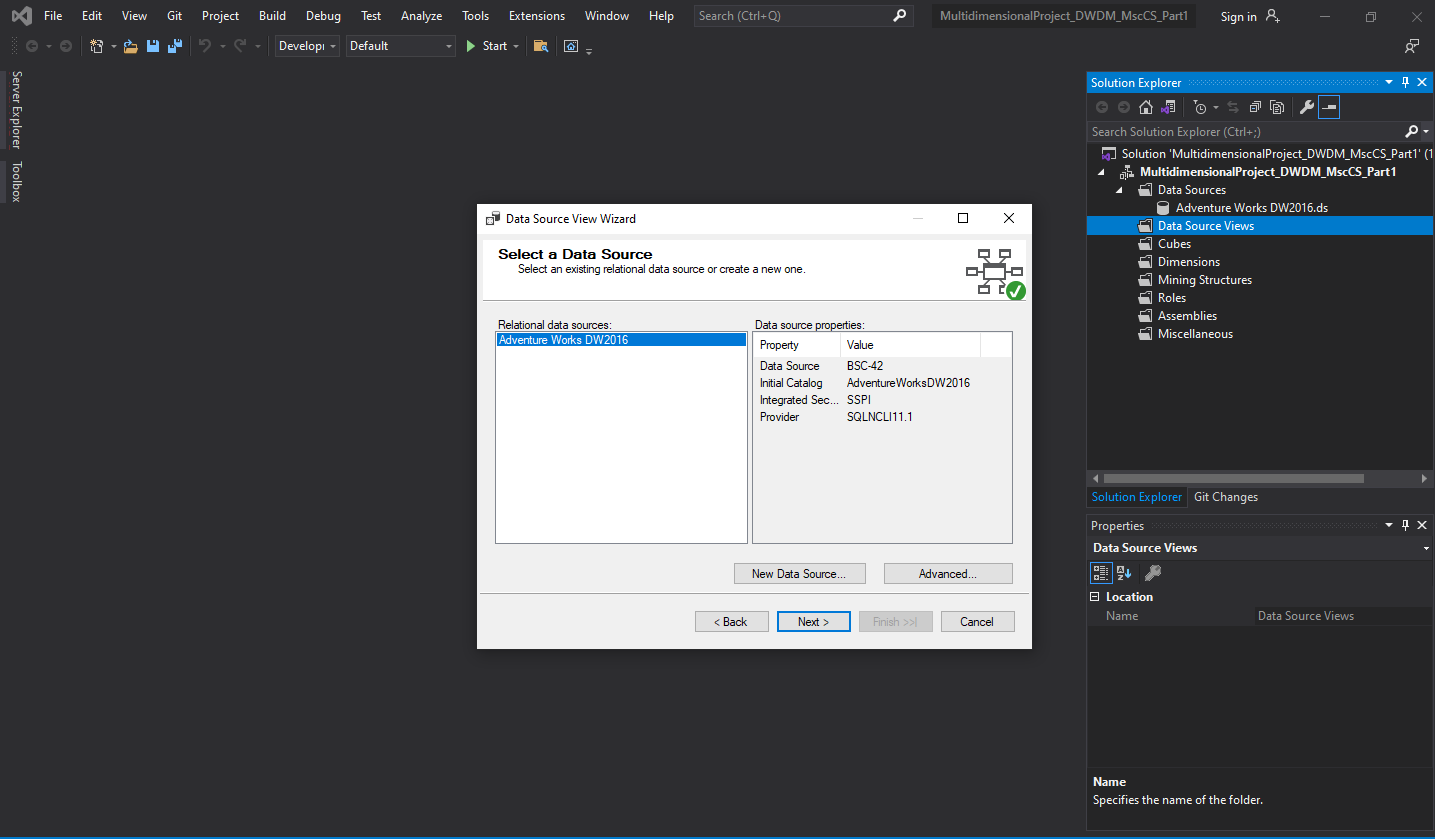 File Edit View Git Project Build Debug Test Analyze Tools Extensions Window Help Search (Ctrl+Q) MultidimensionalProject_DWDM_MscCS_Part1 Sign in
Developı Default Start
Server Explorer
Toolbox
Data Source View Wizard
Select a Data Source
Select an existing relational data source or create a new one.
Relational data sources:
Adventure Works DW2016
Data source properties:
Property Value
Data Source BSC-42
Initial Catalog AdventureWorksDW2016
Integrated Sec... SSPI
Provider SQLNCLI11.1
New Data Source... Advanced...
< Back Next > Finish >>| Cancel
Solution Explorer
Search Solution Explorer (Ctrl+;)
Solution 'MultidimensionalProject_DWDM_MscCS_Part1' (1
MultidimensionalProject_DWDM_MscCS_Part1
Data Sources
Adventure Works DW2016.ds
Data Source Views
Cubes
Dimensions
Mining Structures
Roles
Assemblies
Miscellaneous
Solution Explorer Git Changes
Properties
Data Source Views
Location
Name Data Source Views
Name
Specifies the name of the folder.